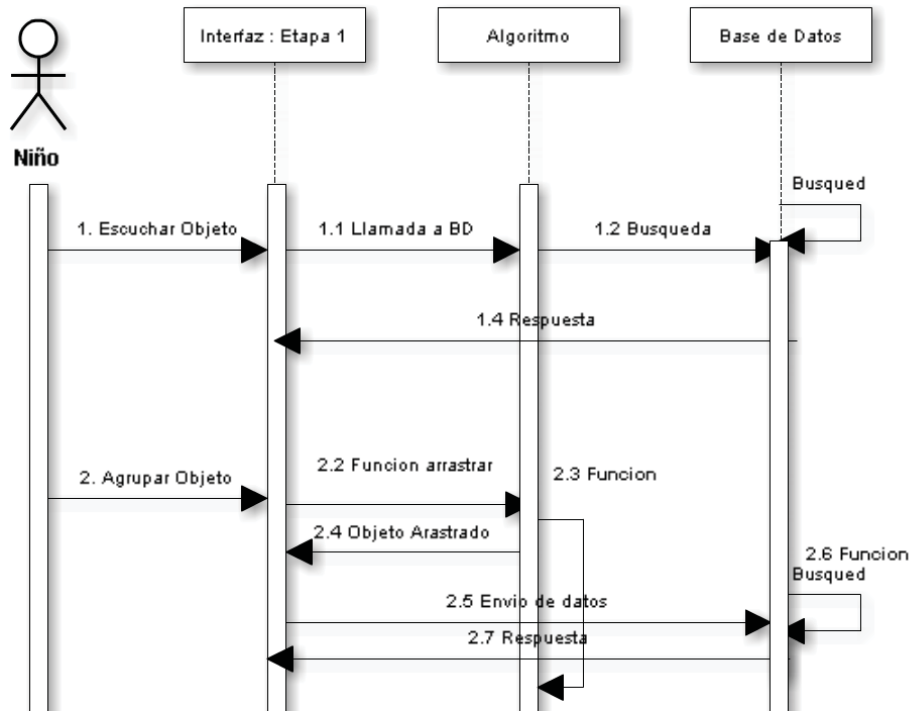 Interfaz : Etapa 1
Algoritmo
Base de Datos
Niño
Busqued
1. Escuchar Objeto
1.1 Llamada a BD
1.2 Busqueda
1.4 Respuesta
2. Agrupar Objeto
2.2 Funcion arrastrar
2.3 Funcion
2.4 Objeto Arastrado
2.6 Funcion
Busqued
2.5 Envio de datos
2.7 Respuesta